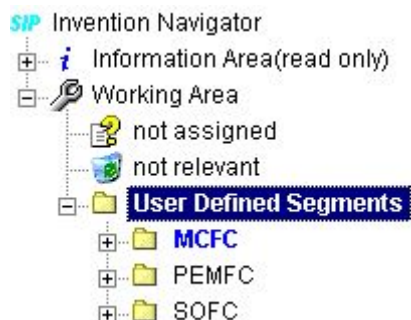 SIP Invention Navigator
i Information Area(read only)
Working Area
not assigned
not relevant
User Defined Segments
MCFC
PEMFC
SOFC